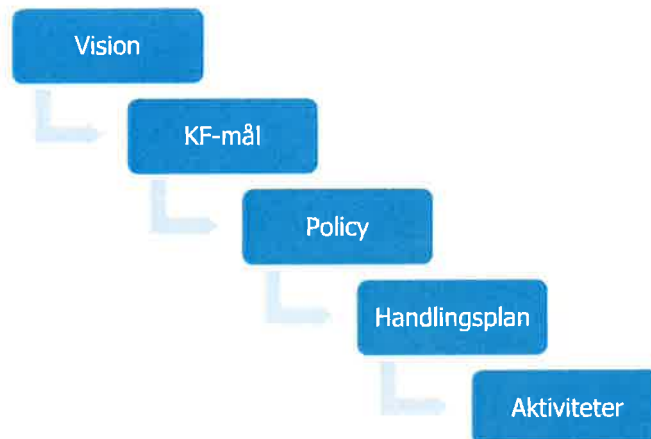 Vision
KF-mål
Policy
Handlingsplan
Aktiviteter